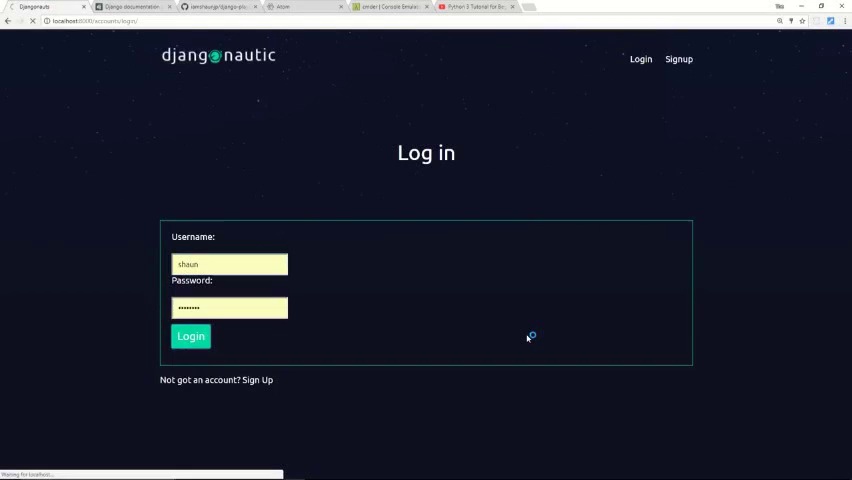 Djangonauts
Django documentation
iamshaunjp/django-pla
Atom
cmder | Console Emulat
Python 3 Tutorial for Be
localhost:8000/accounts/login/
djangonautic
Login
Signup
Log in
Username:
shaun
Password:
Login
Not got an account? Sign Up
Waiting for localhost...